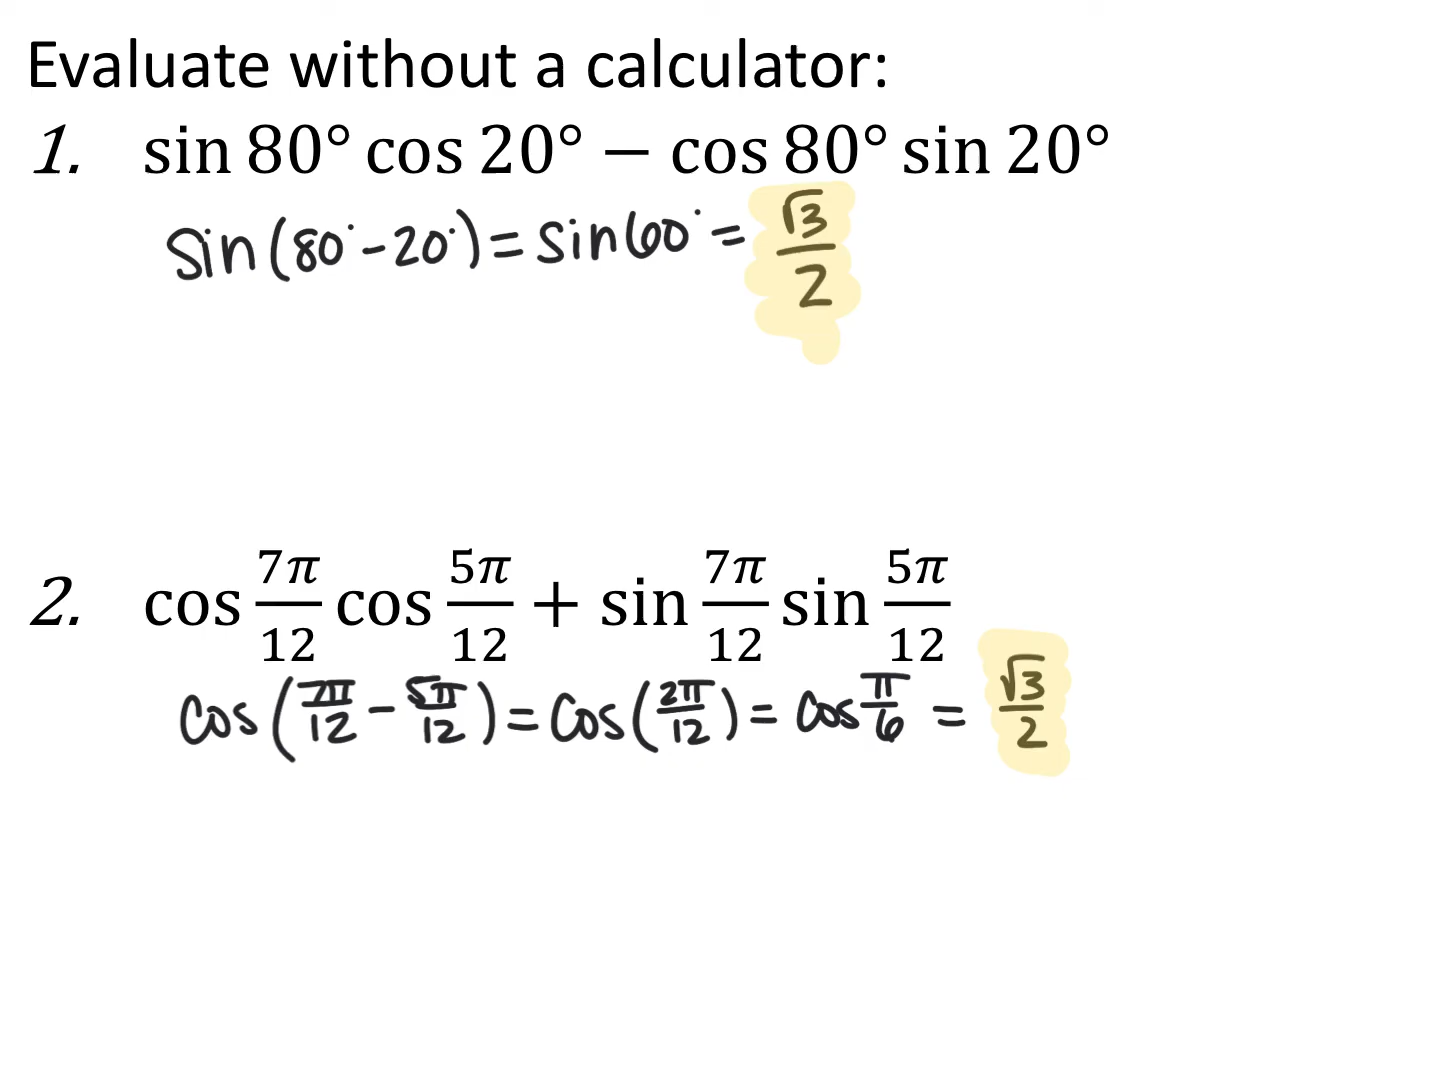 Evaluate without a calculator:
1. sin 80° cos 20° − cos 80° sin 20°
sin(80°-20°)=sin60°= √3/2
2. cos 7π/12 cos 5π/12 + sin 7π/12 sin 5π/12
cos(7π/12 - 5π/12)=cos(2π/12)= cos π/6 = √3/2